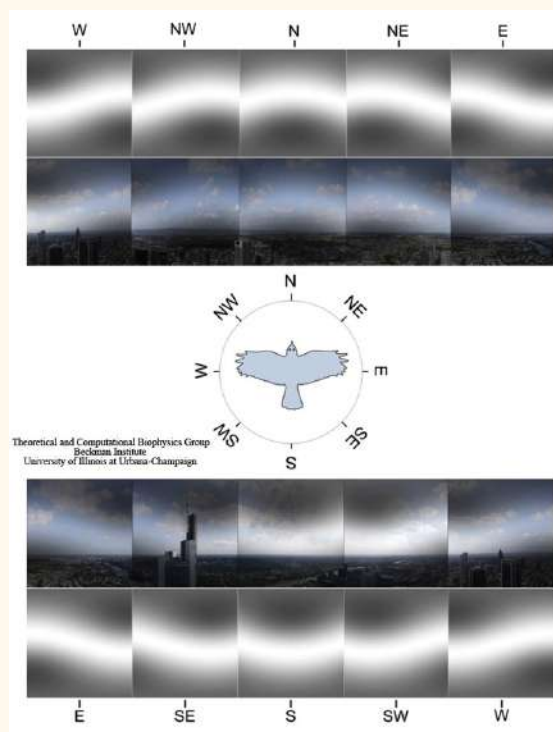 W NW N NE E
N
NW NE
W E
SW SE
S
Theoretical and Computational Biophysics Group
Beckman Institute
University of Illinois at Urbana-Champaign
E SE S SW W